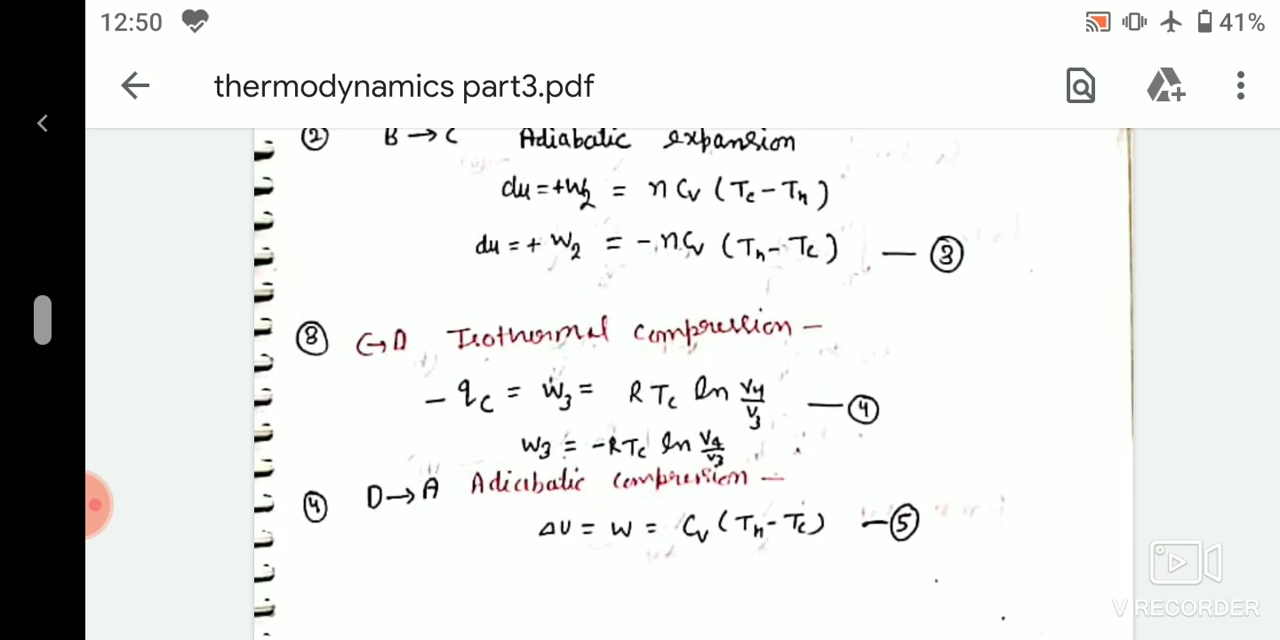 12:50 41%
thermodynamics part3.pdf
② B → C Adiabatic expansion
du = +W₂ = n Cv (Tc - Th)
du = + W₂ = - n Cv (Th - Tc) — ③
③ C→D Isothermal compression -
- qc = W₃ = R Tc ln V4/V3 — ④
W3 = -RTc ln V4/V3
④ D → A Adiabatic compression -
ΔU = W = Cv (Th - Tc) — ⑤
V RECORDER